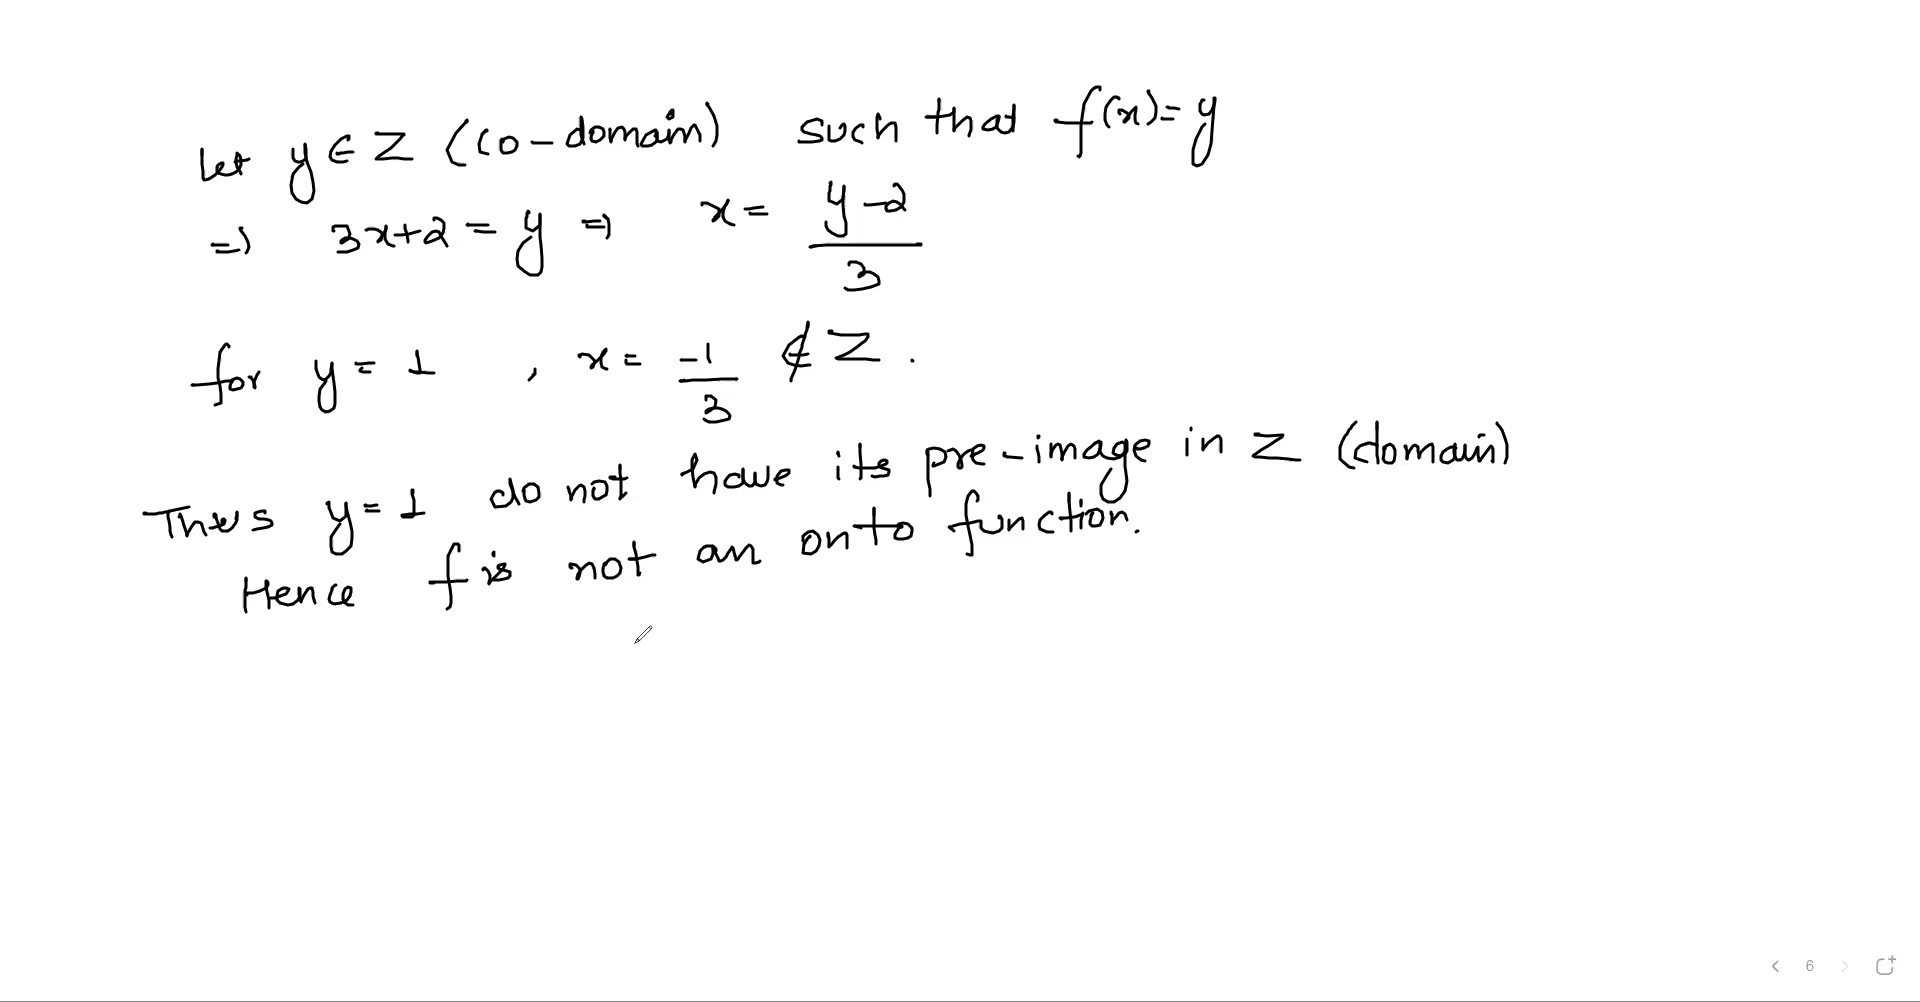 Let y ∈ Z (co-domain) such that f(x)=y
=> 3x+2 = y => x = (y-2)/3
for y = 1 , x = -1/3 ∉ Z .
Thus y=1 do not have its pre-image in Z (domain)
Hence f is not an onto function.
6